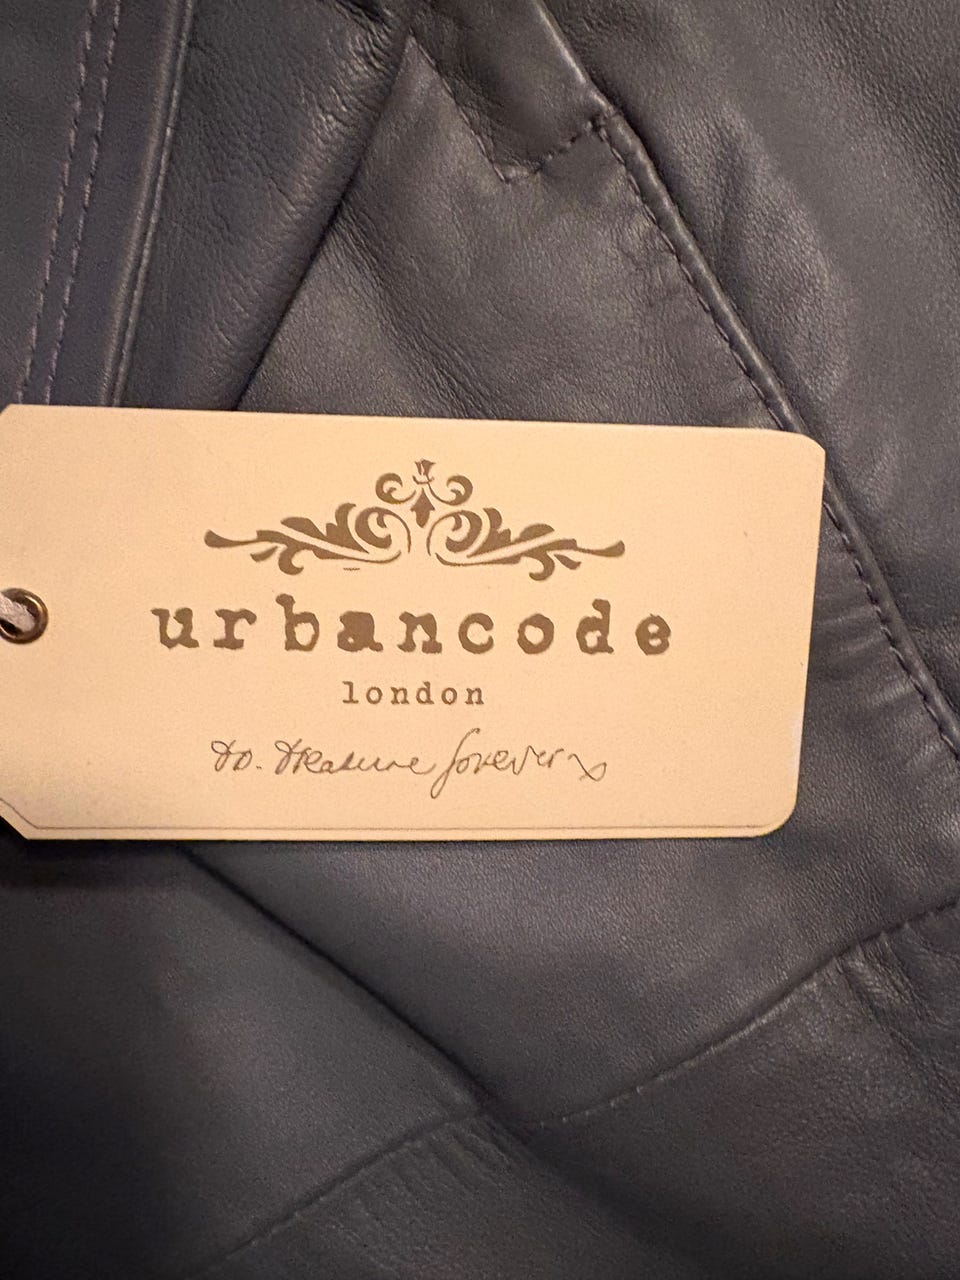 urbancode
london
to. treasure forever x